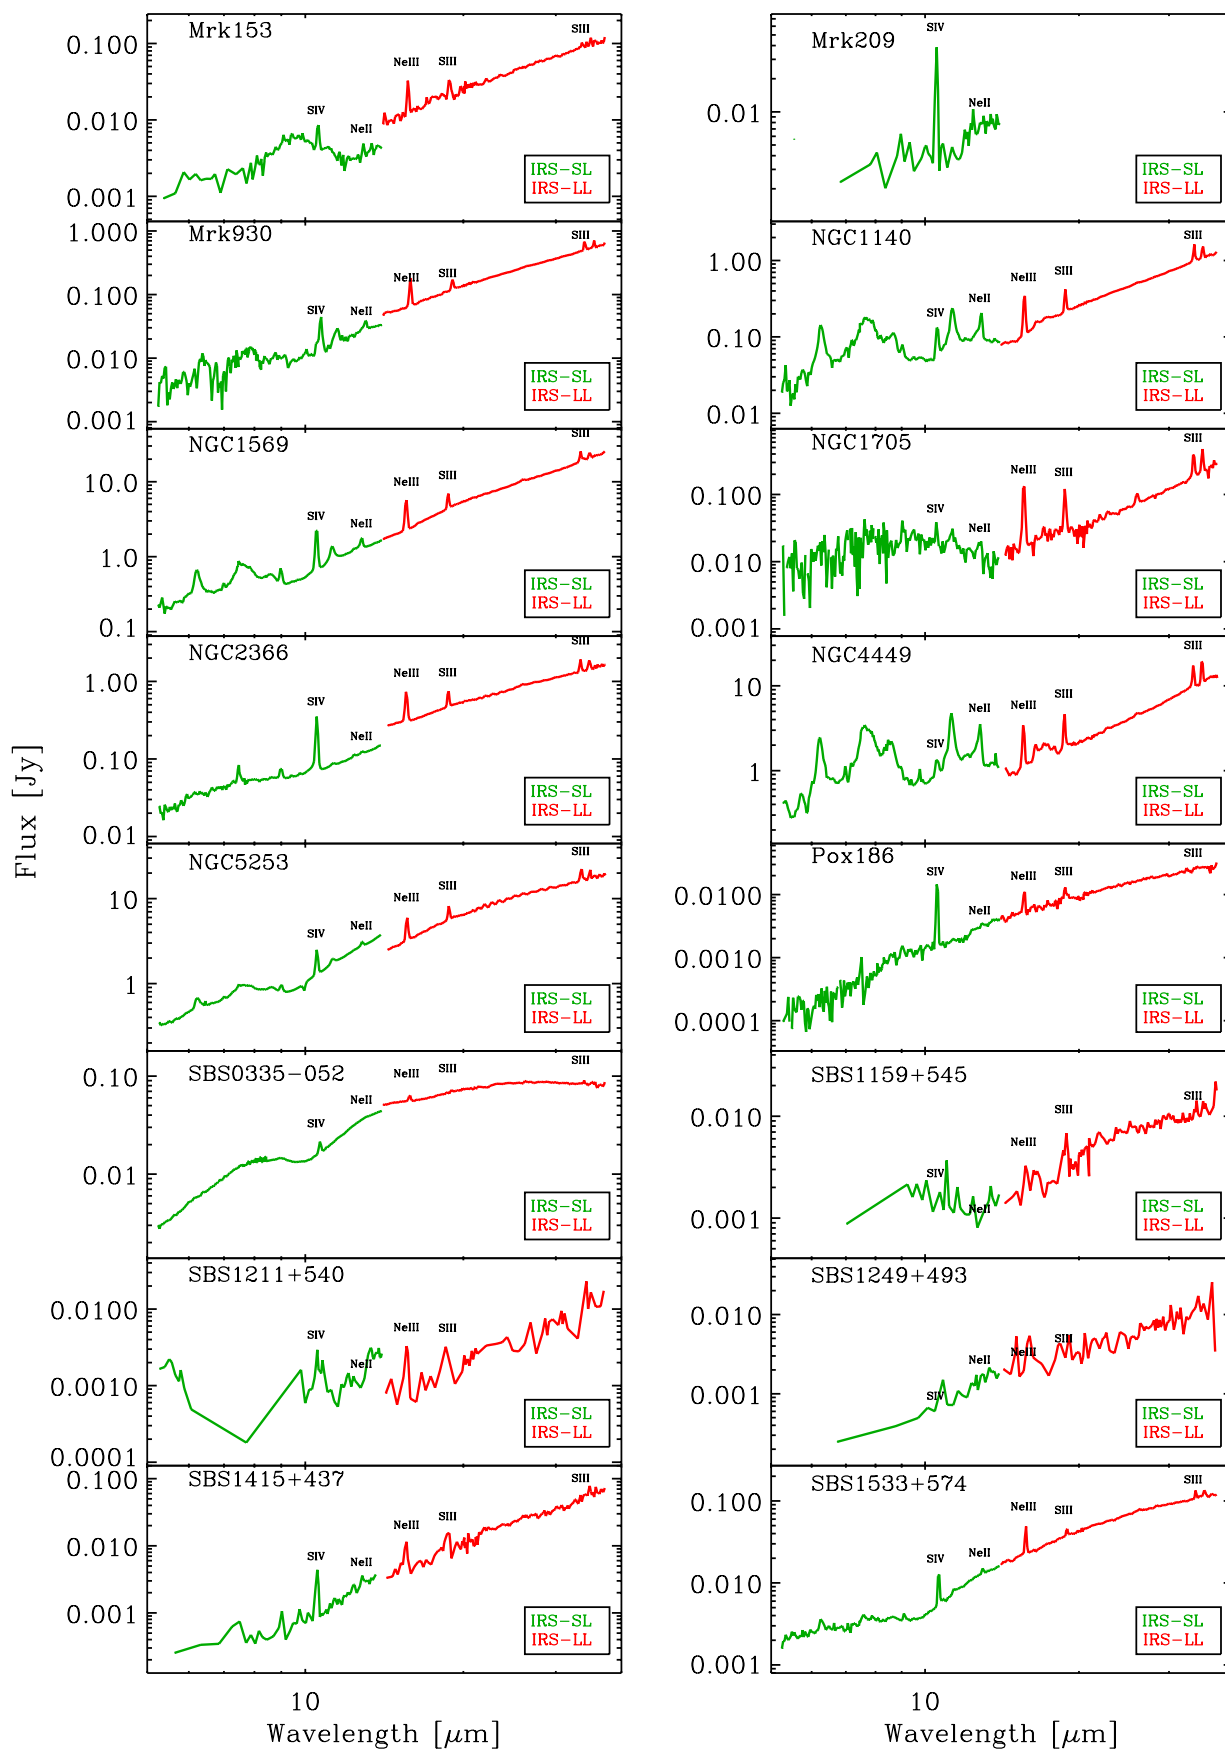 Flux [Jy]
Mrk153
SIII
NeIII
SIII
SIV
NeII
0.100
0.010
0.001
IRS-SL
IRS-LL
Mrk209
SIV
NeII
0.01
IRS-SL
IRS-LL
Mrk930
SIII
NeIII
SIII
SIV
NeII
1.000
0.100
0.010
0.001
IRS-SL
IRS-LL
NGC1140
SIII
SIII
NeIII
NeII
SIV
1.00
0.10
0.01
IRS-SL
IRS-LL
NGC1569
SIII
NeIII
SIII
SIV
NeII
10.0
1.0
0.1
IRS-SL
IRS-LL
NGC1705
SIII
NeIII
SIII
SIV
NeII
0.100
0.010
0.001
IRS-SL
IRS-LL
NGC2366
SIII
NeIII
SIII
SIV
NeII
1.00
0.10
0.01
IRS-SL
IRS-LL
NGC4449
SIII
NeII
NeIII
SIII
SIV
10
1
IRS-SL
IRS-LL
NGC5253
SIII
NeIII
SIII
SIV
NeII
10
1
IRS-SL
IRS-LL
Pox186
SIII
SIV
NeIII
SIII
NeII
0.0100
0.0010
0.0001
IRS-SL
IRS-LL
SBS0335-052
SIII
NeIII
SIII
NeII
SIV
0.10
0.01
IRS-SL
IRS-LL
SBS1159+545
SIII
SIII
NeIII
SIV
NeII
0.010
0.001
IRS-SL
IRS-LL
SBS1211+540
SIV
NeIII
SIII
NeII
0.0100
0.0010
0.0001
IRS-SL
IRS-LL
SBS1249+493
SIII
NeIII
SIV
0.010
0.001
IRS-SL
IRS-LL
SBS1415+437
SIII
NeIII
SIII
SIV
NeII
0.100
0.010
0.001
IRS-SL
IRS-LL
10
Wavelength [μm]
SBS1533+574
SIII
NeIII
SIII
SIV
NeII
0.100
0.010
0.001
IRS-SL
IRS-LL
10
Wavelength [μm]